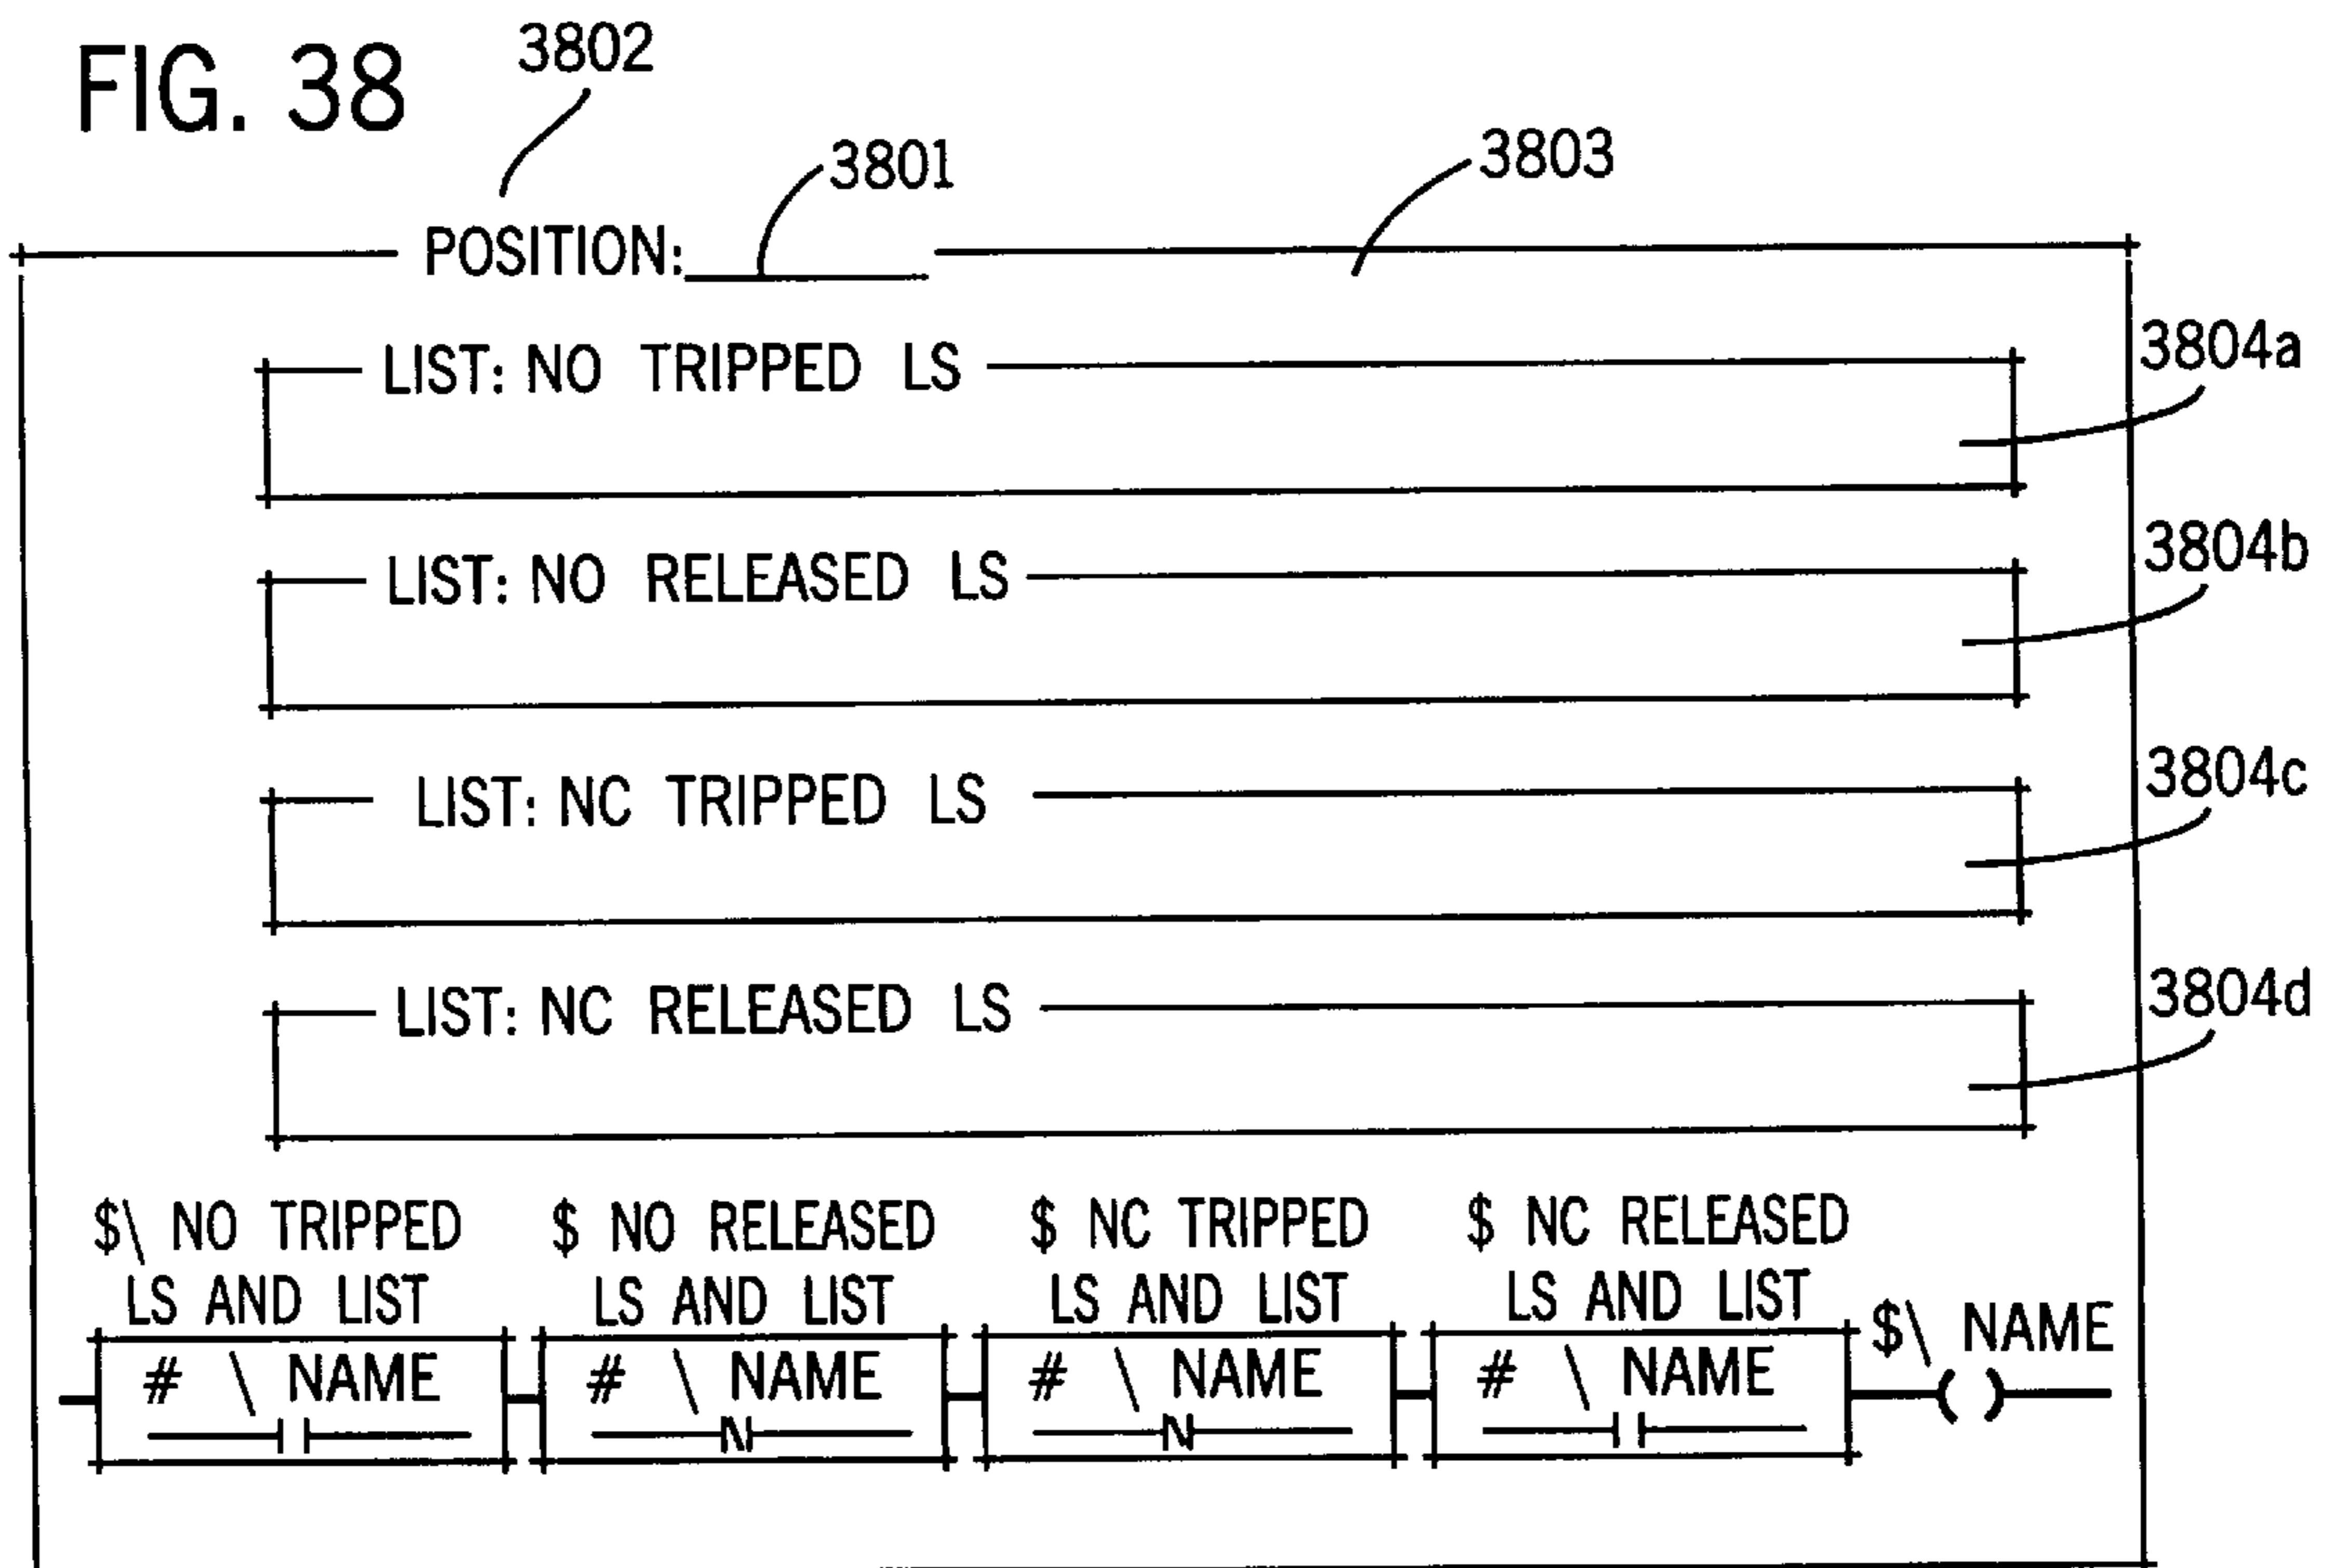 FIG. 38
3802
3801
3803
POSITION:
LIST: NO TRIPPED LS
3804a
LIST: NO RELEASED LS
3804b
LIST: NC TRIPPED LS
3804c
LIST: NC RELEASED LS
3804d
$\ NO TRIPPED LS AND LIST
$ NO RELEASED LS AND LIST
$ NC TRIPPED LS AND LIST
$ NC RELEASED LS AND LIST
$\ NAME
# \ NAME
N
# \ NAME
N
# \ NAME
# \ NAME
( )